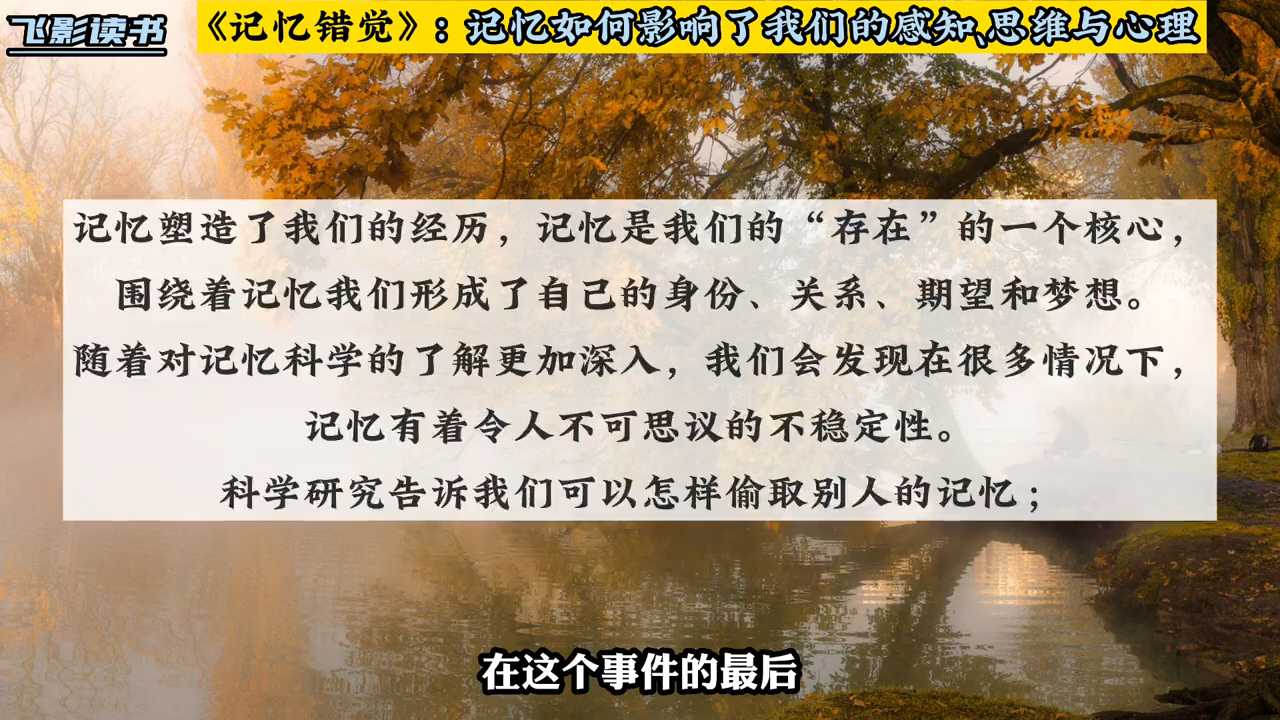 飞影读书
《记忆错觉》：记忆如何影响了我们的感知、思维与心理
记忆塑造了我们的经历，记忆是我们的“存在”的一个核心，
围绕着记忆我们形成了自己的身份、关系、期望和梦想。
随着对记忆科学的了解更加深入，我们会发现在很多情况下，
记忆有着令人不可思议的不稳定性。
科学研究告诉我们可以怎样偷取别人的记忆；
在这个事件的最后